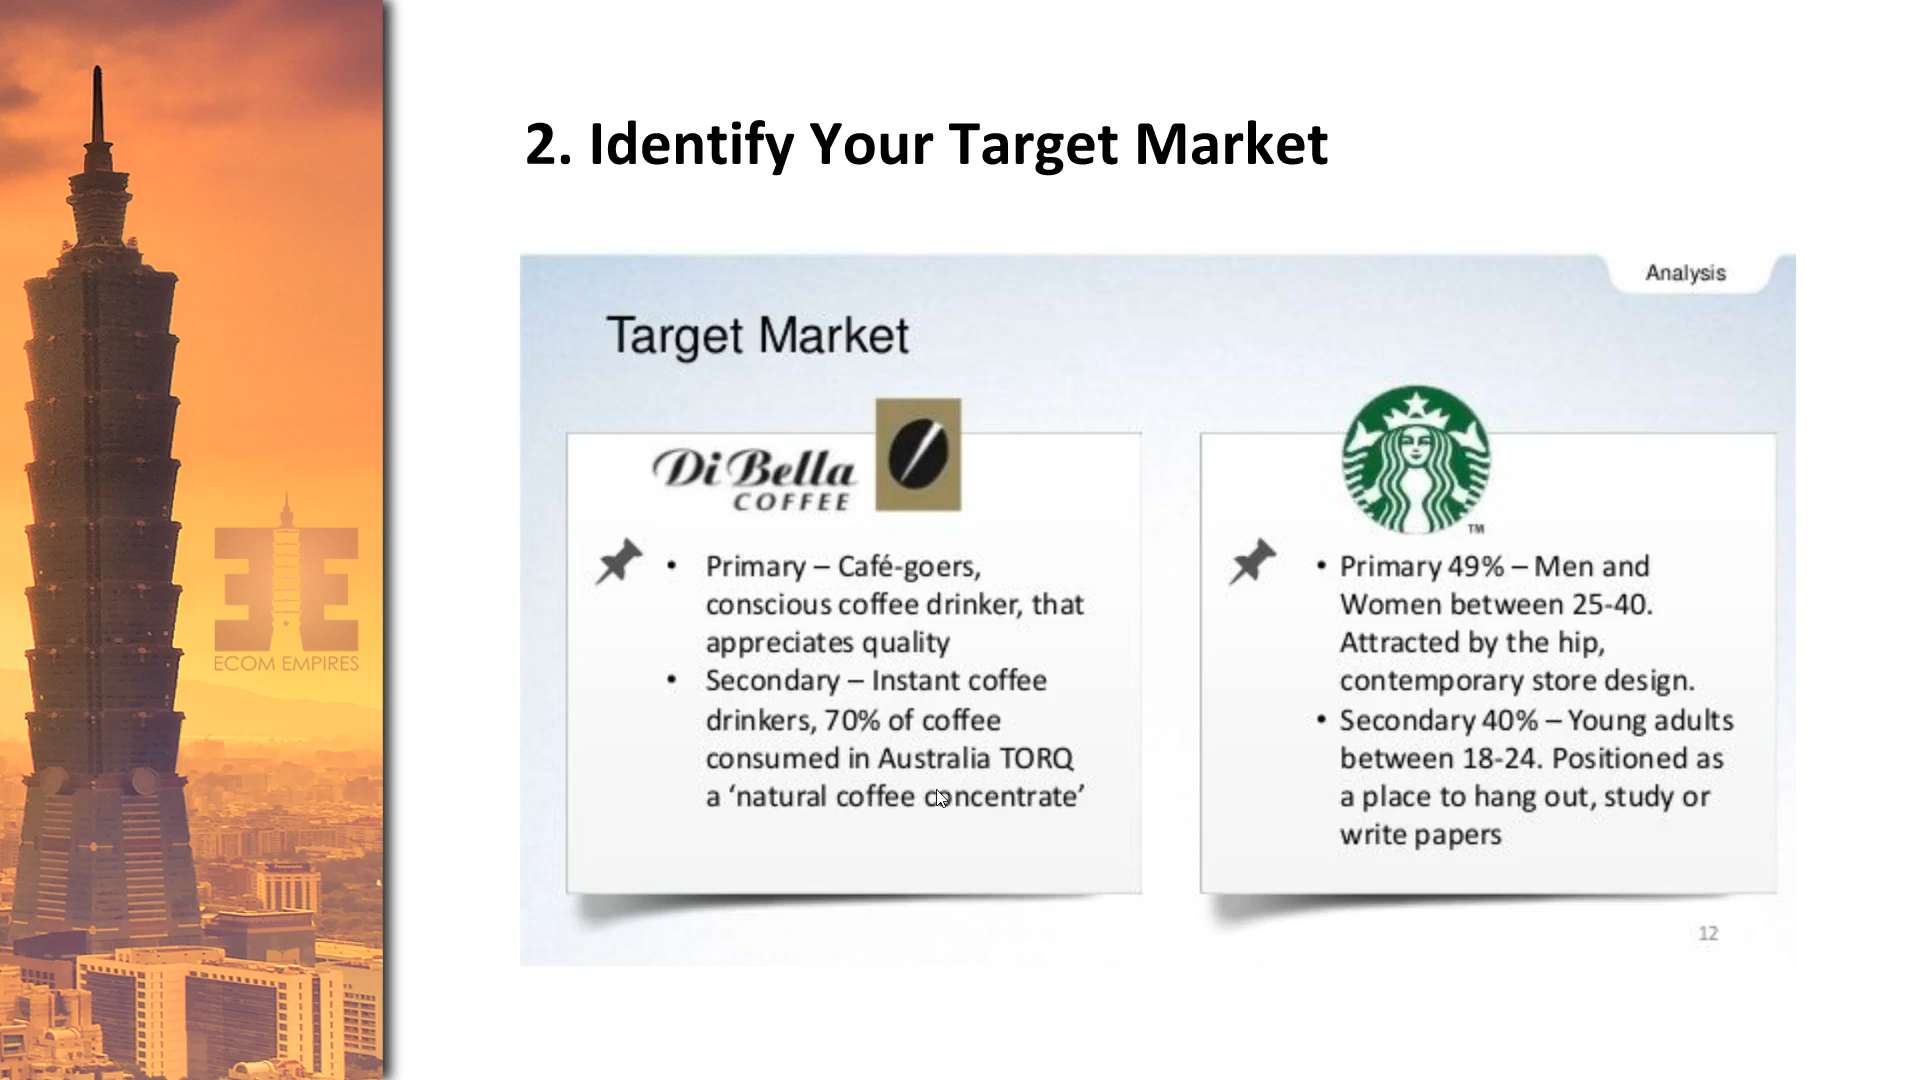 2. Identify Your Target Market
Analysis
Target Market
Di Bella
COFFEE
• Primary – Café-goers,
conscious coffee drinker, that
appreciates quality
• Secondary – Instant coffee
drinkers, 70% of coffee
consumed in Australia TORQ
a ‘natural coffee concentrate’
TM
• Primary 49% – Men and
Women between 25-40.
Attracted by the hip,
contemporary store design.
• Secondary 40% – Young adults
between 18-24. Positioned as
a place to hang out, study or
write papers
12
ECOM EMPIRES